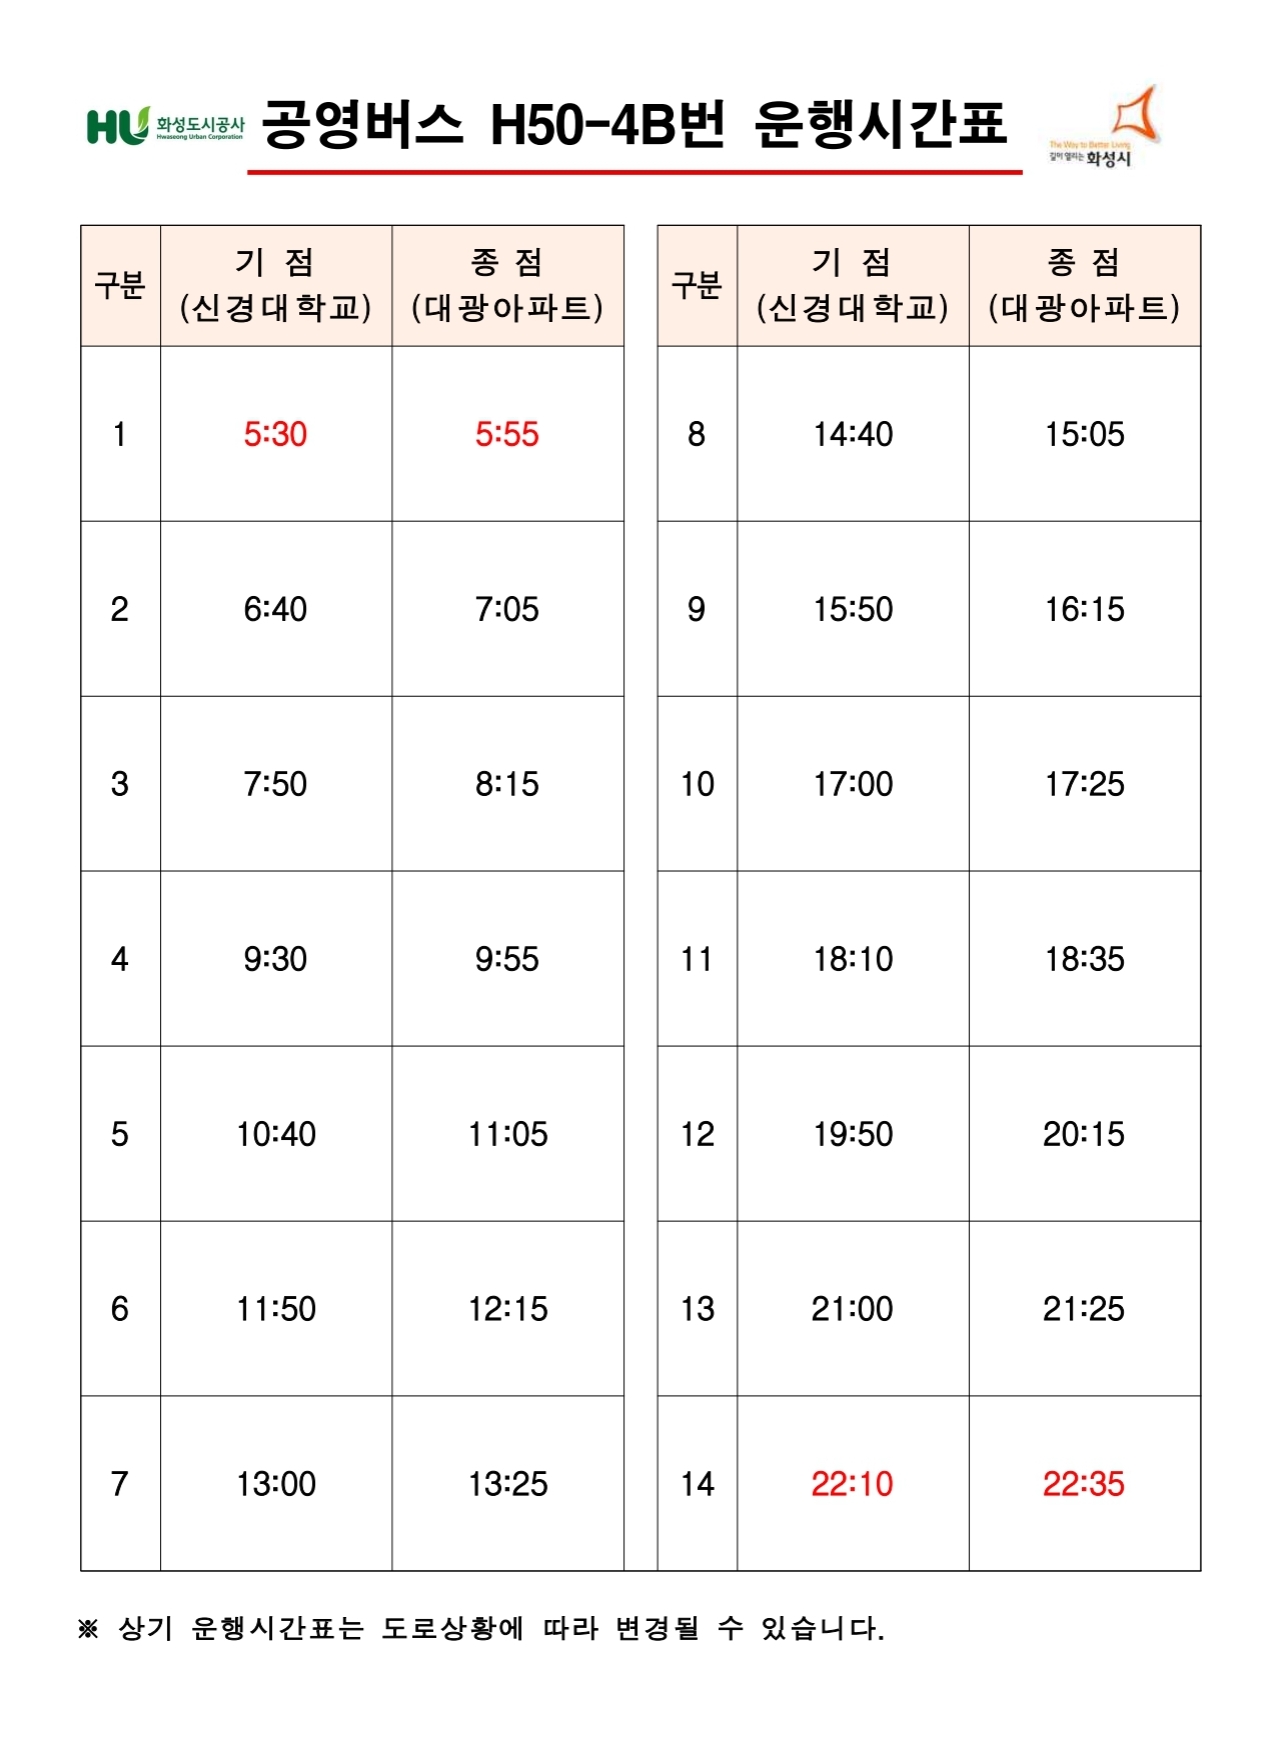 HU 화성도시공사
Hwaseong Urban Corporation
공영버스 H50-4B번 운행시간표
The Way to Better Living
길이 열리는 화성시
구분 기 점 (신경대학교) 종 점 (대광아파트)
1 5:30 5:55
2 6:40 7:05
3 7:50 8:15
4 9:30 9:55
5 10:40 11:05
6 11:50 12:15
7 13:00 13:25
구분 기 점 (신경대학교) 종 점 (대광아파트)
8 14:40 15:05
9 15:50 16:15
10 17:00 17:25
11 18:10 18:35
12 19:50 20:15
13 21:00 21:25
14 22:10 22:35
※ 상기 운행시간표는 도로상황에 따라 변경될 수 있습니다.